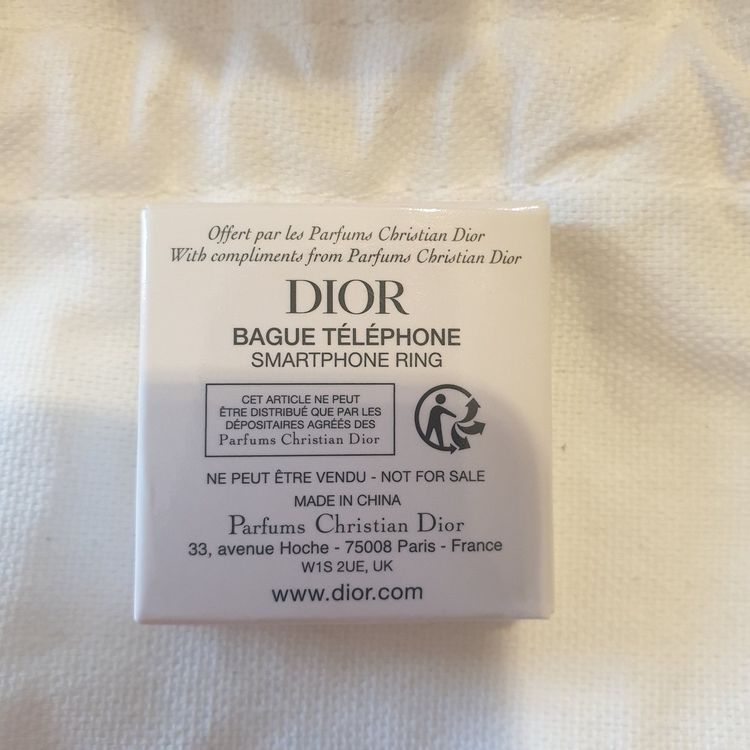 Offert par les Parfums Christian Dior
With compliments from Parfums Christian Dior
DIOR
BAGUE TÉLÉPHONE
SMARTPHONE RING
CET ARTICLE NE PEUT
ÊTRE DISTRIBUÉ QUE PAR LES
DÉPOSITAIRES AGRÉÉS DES
Parfums Christian Dior
NE PEUT ÊTRE VENDU - NOT FOR SALE
MADE IN CHINA
Parfums Christian Dior
33, avenue Hoche - 75008 Paris - France
W1S 2UE, UK
www.dior.com